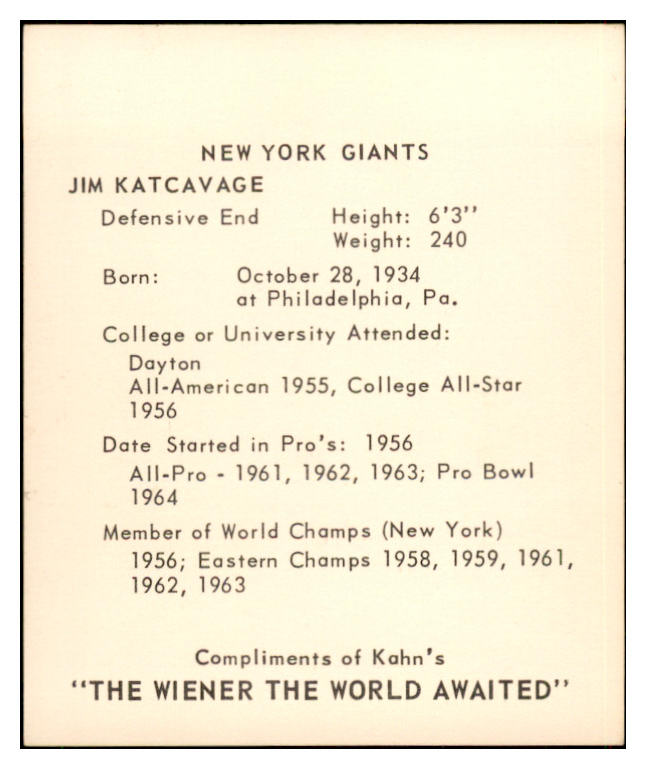 NEW YORK GIANTS
JIM KATCAVAGE
Defensive End Height: 6'3''
Weight: 240
Born: October 28, 1934
at Philadelphia, Pa.
College or University Attended:
Dayton
All-American 1955, College All-Star
1956
Date Started in Pro's: 1956
All-Pro - 1961, 1962, 1963; Pro Bowl
1964
Member of World Champs (New York)
1956; Eastern Champs 1958, 1959, 1961,
1962, 1963
Compliments of Kahn's
"THE WIENER THE WORLD AWAITED"